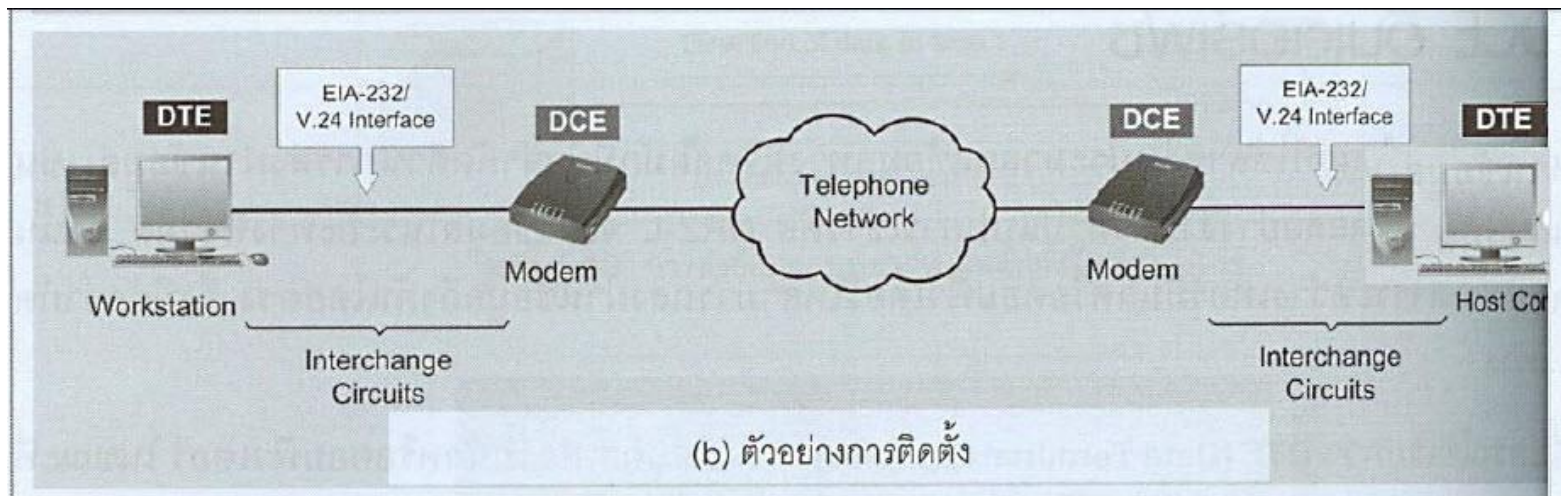 EIA-232/
V.24 Interface
DTE
DCE
Workstation
Modem
Interchange
Circuits
Telephone
Network
DCE
EIA-232/
V.24 Interface
DTE
Modem
Host Con
Interchange
Circuits
(b) ตัวอย่างการติดตั้ง